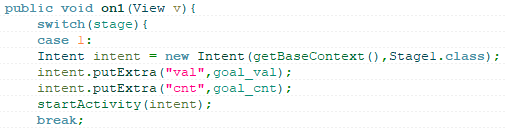 public void on1(View v){
switch(stage){
case 1:
Intent intent = new Intent(getBaseContext(),Stage1.class);
intent.putExtra("val",goal_val);
intent.putExtra("cnt",goal_cnt);
startActivity(intent);
break;